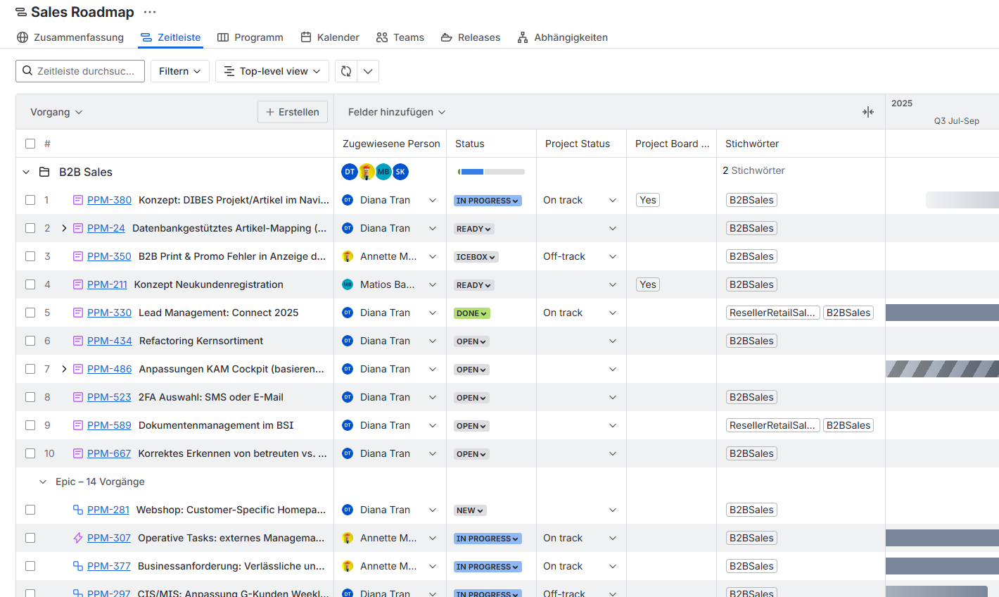 Sales Roadmap ···
Zusammenfassung Zeitleiste Programm Kalender Teams Releases Abhängigkeiten
Zeitleiste durchsuc... Filtern Top-level view
Vorgang + Erstellen Felder hinzufügen 2025
Q3 Jul-Sep
# Zugewiesene Person Status Project Status Project Board ... Stichwörter
B2B Sales DT MB SK 2 Stichwörter
1 PPM-380 Konzept: DIBES Projekt/Artikel im Navi... DT Diana Tran IN PROGRESS On track Yes B2BSales
2 PPM-24 Datenbankgestütztes Artikel-Mapping (... DT Diana Tran READY B2BSales
3 PPM-350 B2B Print & Promo Fehler in Anzeige d... Annette M... ICEBOX Off-track B2BSales
4 PPM-211 Konzept Neukundenregistration MB Matios Ba... READY Yes B2BSales
5 PPM-330 Lead Management: Connect 2025 DT Diana Tran DONE On track ResellerRetailSal... B2BSales
6 PPM-434 Refactoring Kernsortiment DT Diana Tran OPEN B2BSales
7 PPM-486 Anpassungen KAM Cockpit (basieren... DT Diana Tran OPEN
8 PPM-523 2FA Auswahl: SMS oder E-Mail DT Diana Tran OPEN B2BSales
9 PPM-589 Dokumentenmanagement im BSI DT Diana Tran OPEN ResellerRetailSal... B2BSales
10 PPM-667 Korrektes Erkennen von betreuten vs. ... DT Diana Tran OPEN B2BSales
Epic – 14 Vorgänge
PPM-281 Webshop: Customer-Specific Homepa... DT Diana Tran NEW B2BSales
PPM-307 Operative Tasks: externes Managema... Annette M... IN PROGRESS On track B2BSales
PPM-377 Businessanforderung: Verlässliche un... Annette M... IN PROGRESS On track B2BSales
PPM-297 CIS/MIS: Anpassung G-Kunden Weekl... DT Diana Tran IN PROGRESS Off-track B2BSales